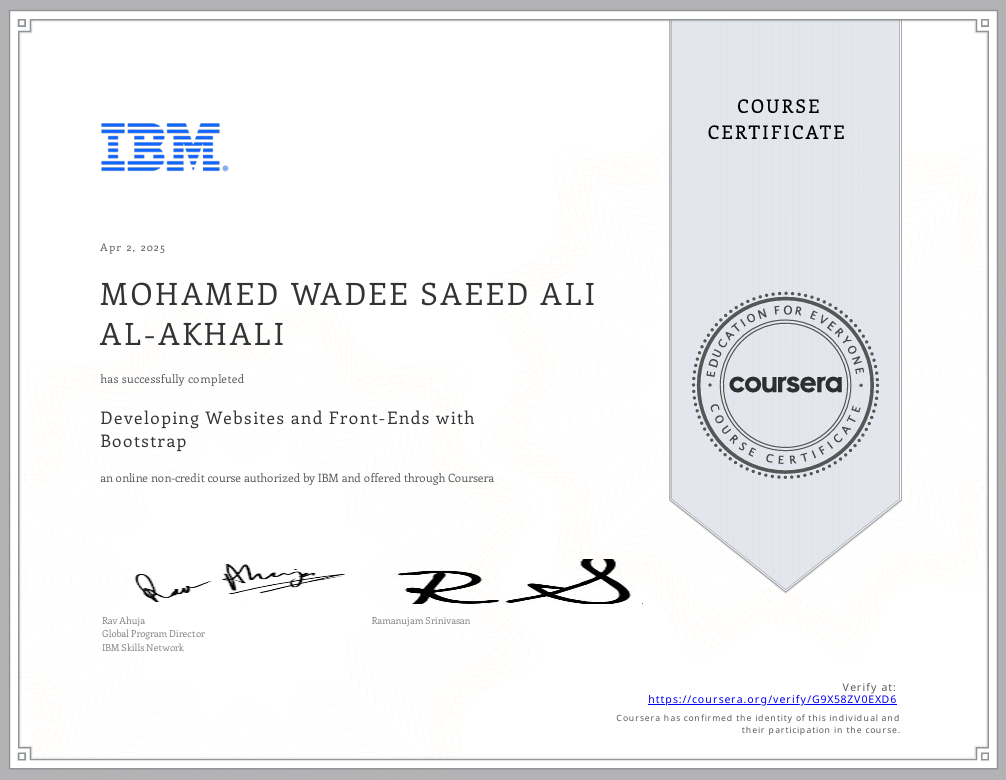 COURSE
CERTIFICATE
IBM®
Apr 2, 2025
MOHAMED WADEE SAEED ALI
AL-AKHALI
has successfully completed
Developing Websites and Front-Ends with
Bootstrap
an online non-credit course authorized by IBM and offered through Coursera
EDUCATION FOR EVERYONE
coursera
COURSE CERTIFICATE
Rav Ahuja
Rav Ahuja
Global Program Director
IBM Skills Network
R S
Ramanujam Srinivasan
Verify at:
https://coursera.org/verify/G9X58ZV0EXD6
Coursera has confirmed the identity of this individual and
their participation in the course.